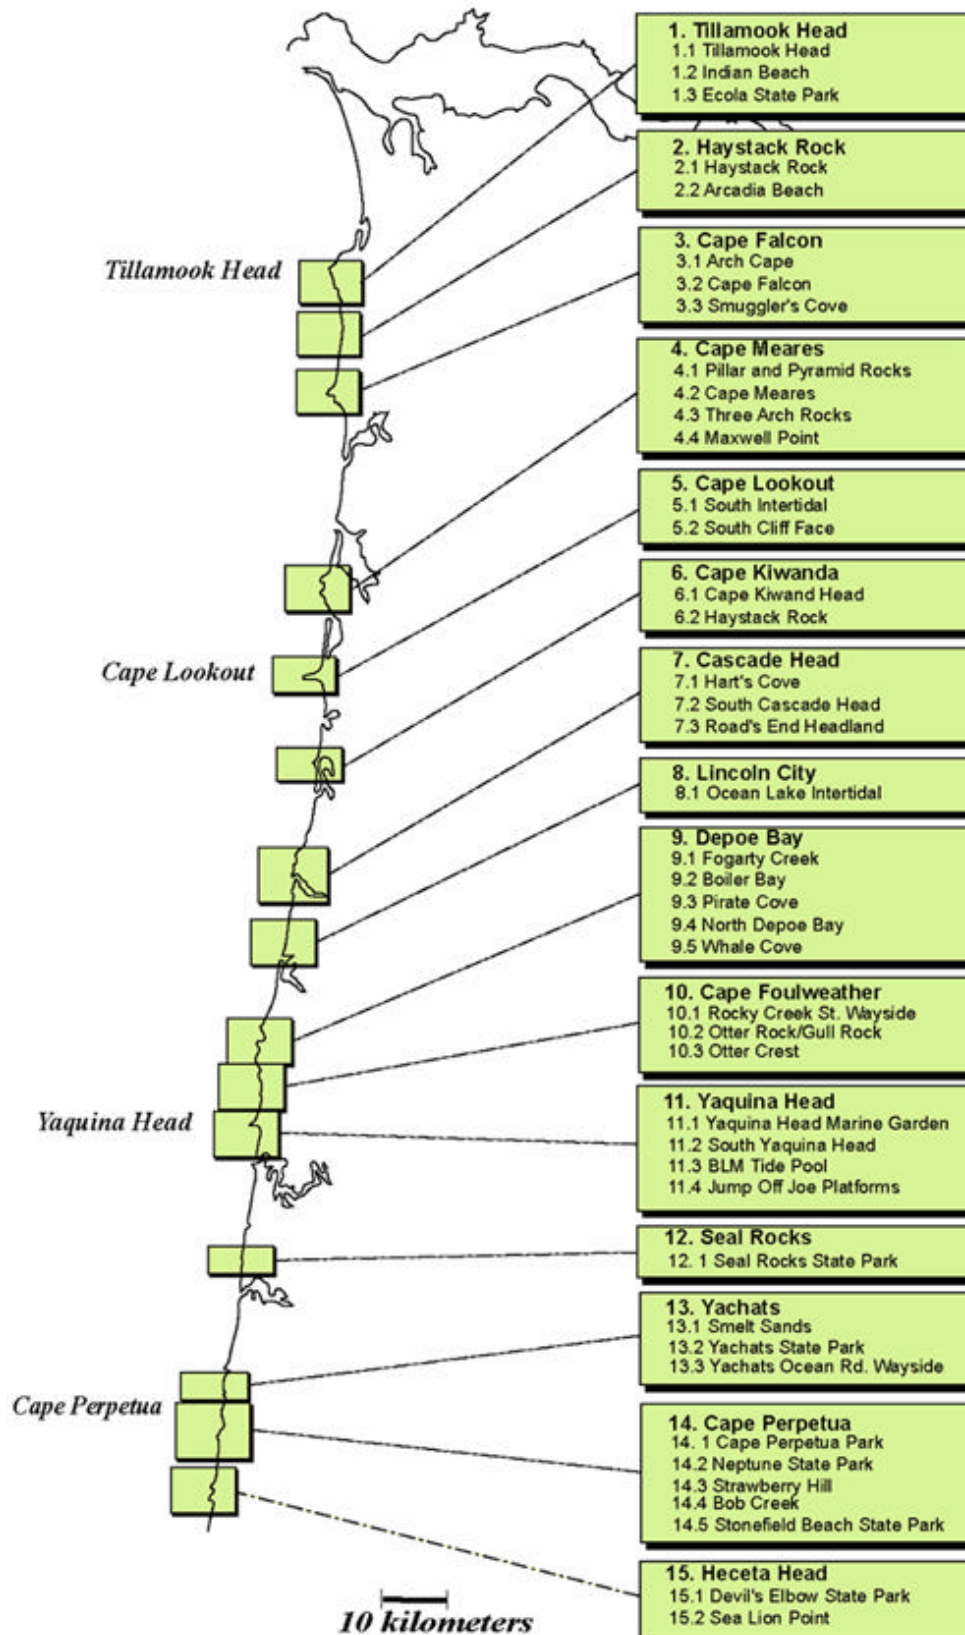 1. Tillamook Head
1.1 Tillamook Head
1.2 Indian Beach
1.3 Ecola State Park
2. Haystack Rock
2.1 Haystack Rock
2.2 Arcadia Beach
3. Cape Falcon
3.1 Arch Cape
3.2 Cape Falcon
3.3 Smuggler's Cove
Tillamook Head
4. Cape Meares
4.1 Pillar and Pyramid Rocks
4.2 Cape Meares
4.3 Three Arch Rocks
4.4 Maxwell Point
5. Cape Lookout
5.1 South Intertidal
5.2 South Cliff Face
6. Cape Kiwanda
6.1 Cape Kiwand Head
6.2 Haystack Rock
Cape Lookout
7. Cascade Head
7.1 Hart's Cove
7.2 South Cascade Head
7.3 Road's End Headland
8. Lincoln City
8.1 Ocean Lake Intertidal
9. Depoe Bay
9.1 Fogarty Creek
9.2 Boiler Bay
9.3 Pirate Cove
9.4 North Depoe Bay
9.5 Whale Cove
10. Cape Foulweather
10.1 Rocky Creek St. Wayside
10.2 Otter Rock/Gull Rock
10.3 Otter Crest
Yaquina Head
11. Yaquina Head
11.1 Yaquina Head Marine Garden
11.2 South Yaquina Head
11.3 BLM Tide Pool
11.4 Jump Off Joe Platforms
12. Seal Rocks
12. 1 Seal Rocks State Park
13. Yachats
13.1 Smelt Sands
13.2 Yachats State Park
13.3 Yachats Ocean Rd. Wayside
Cape Perpetua
14. Cape Perpetua
14. 1 Cape Perpetua Park
14.2 Neptune State Park
14.3 Strawberry Hill
14.4 Bob Creek
14.5 Stonefield Beach State Park
15. Heceta Head
15.1 Devil's Elbow State Park
15.2 Sea Lion Point
10 kilometers